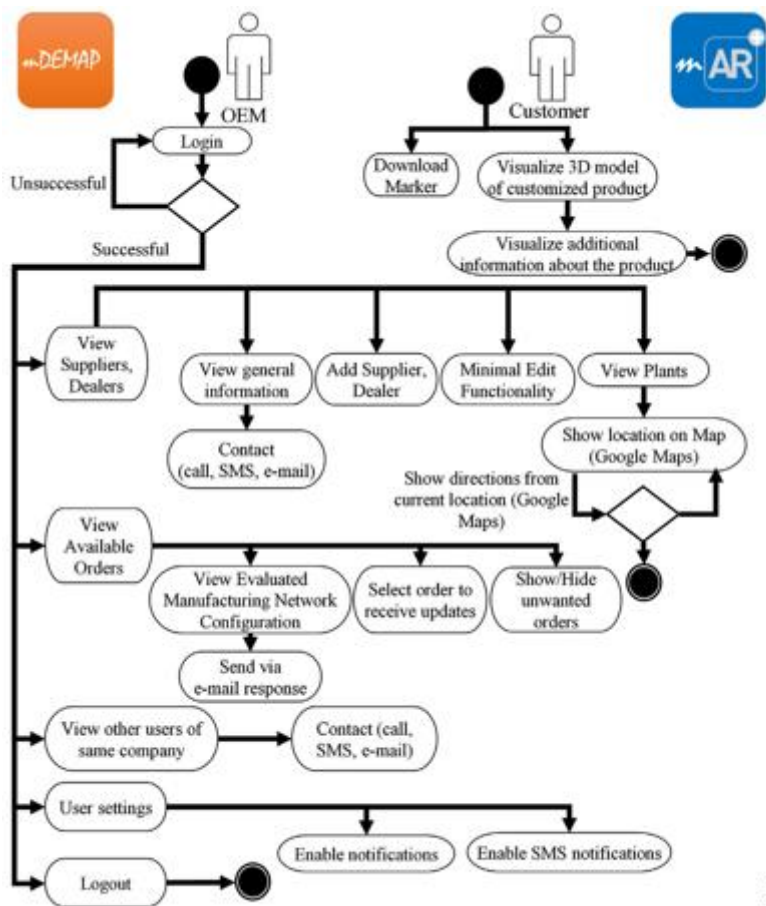 mDEMAP
OEM
Customer
mAR
Login
Unsuccessful
Successful
Download
Marker
Visualize 3D model
of customized product
Visualize additional
information about the product
View
Suppliers,
Dealers
View general
information
Add Supplier,
Dealer
Minimal Edit
Functionality
View Plants
Contact
(call, SMS, e-mail)
Show location on Map
(Google Maps)
Show directions from
current location (Google
Maps)
View
Available
Orders
View Evaluated
Manufacturing Network
Configuration
Select order to
receive updates
Show/Hide
unwanted
orders
Send via
e-mail response
View other users of
same company
Contact (call,
SMS, e-mail)
User settings
Enable notifications
Enable SMS notifications
Logout